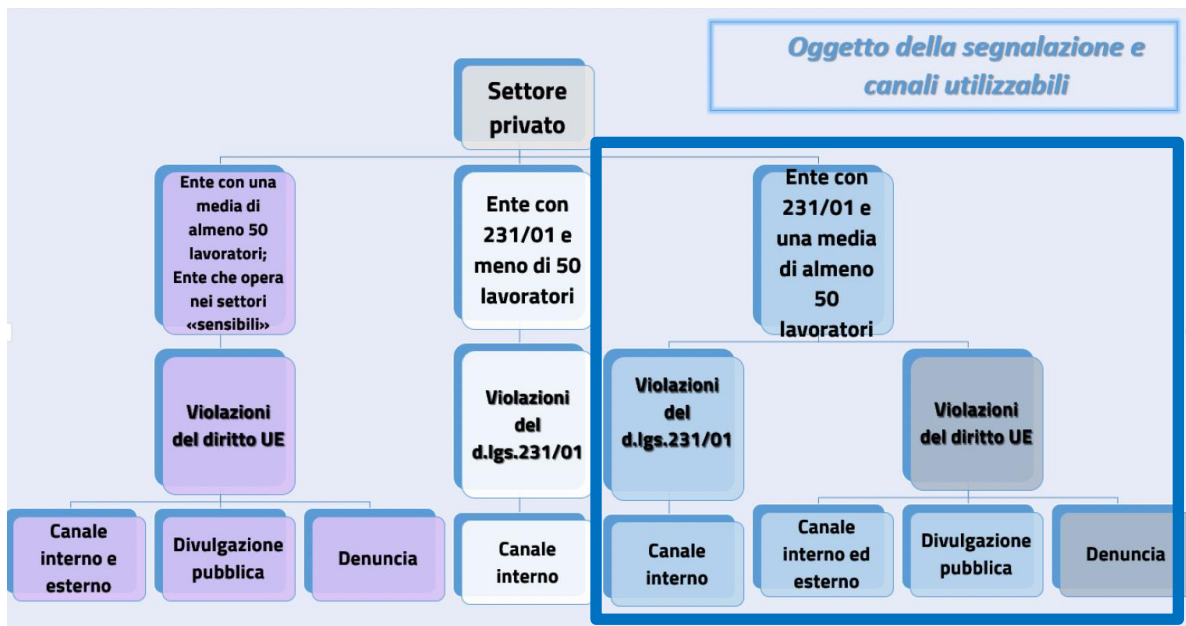 Oggetto della segnalazione e
canali utilizzabili
Settore
privato
Ente con una
media di
almeno 50
lavoratori;
Ente che opera
nei settori
«sensibili»
Ente con
231/01 e
meno di 50
lavoratori
Ente con
231/01 e
una media
di almeno
50
lavoratori
Violazioni
del diritto UE
Violazioni
del
d.lgs.231/01
Violazioni
del
d.lgs.231/01
Violazioni
del diritto UE
Canale
interno e
esterno
Divulgazione
pubblica
Denuncia
Canale
interno
Canale
interno
Canale
interno ed
esterno
Divulgazione
pubblica
Denuncia